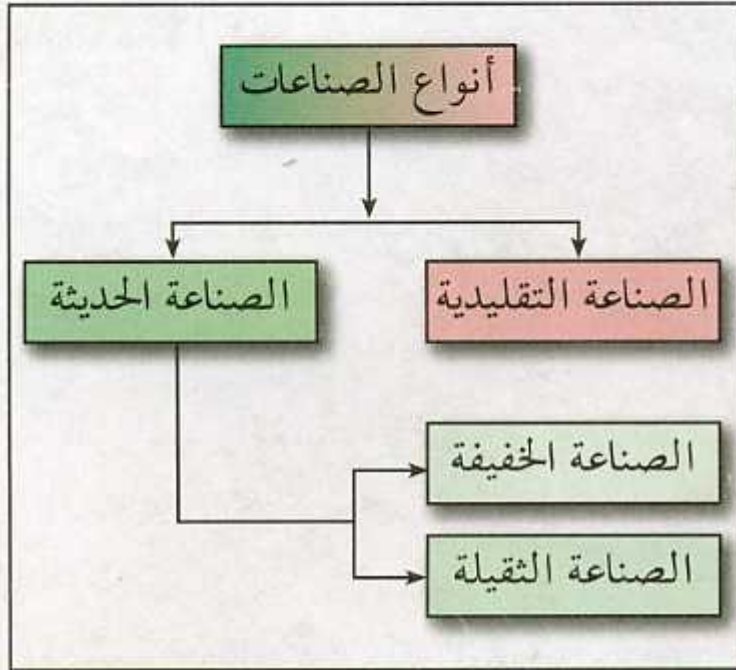 أنواع الصناعات
الصناعة التقليدية
الصناعة الحديثة
الصناعة الخفيفة
الصناعة الثقيلة